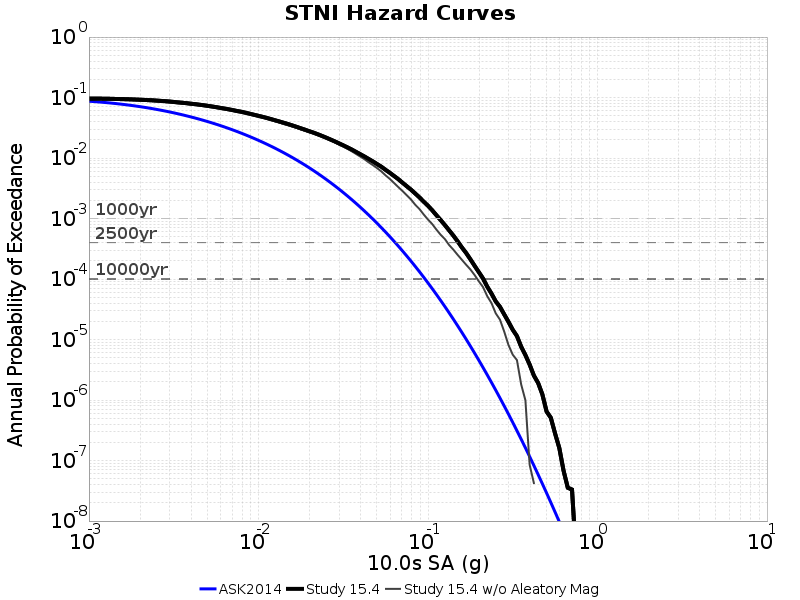 STNI Hazard Curves
10^0
10^-1
10^-2
10^-3
10^-4
10^-5
10^-6
10^-7
10^-8
Annual Probability of Exceedance
1000yr
2500yr
10000yr
10^-3 10^-2 10^-1 10^0 10^1
10.0s SA (g)
ASK2014 Study 15.4 Study 15.4 w/o Aleatory Mag